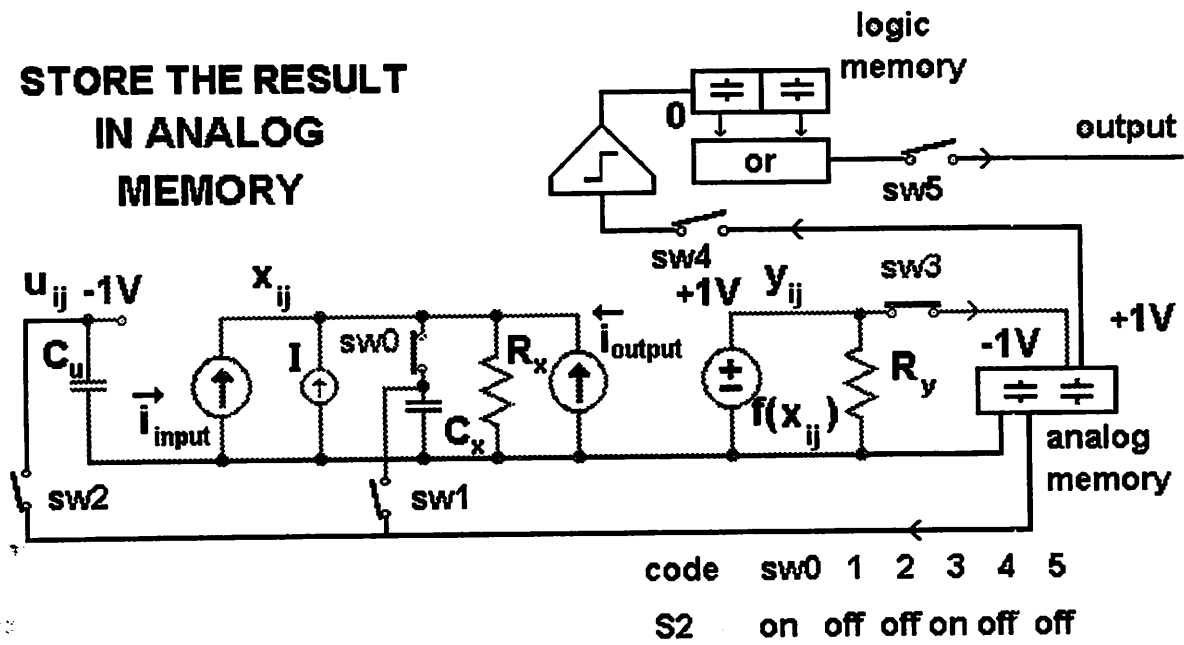 STORE THE RESULT
IN ANALOG
MEMORY
logic
memory
0
or
output
sw5
sw4
sw3
u ij -1V
x ij
+1V
y ij
+1V
C u
i input
I
sw0
C x
R x
i output
f(x ij )
R y
-1V
analog
memory
sw2
sw1
code sw0 1 2 3 4 5
S2 on off off on off off